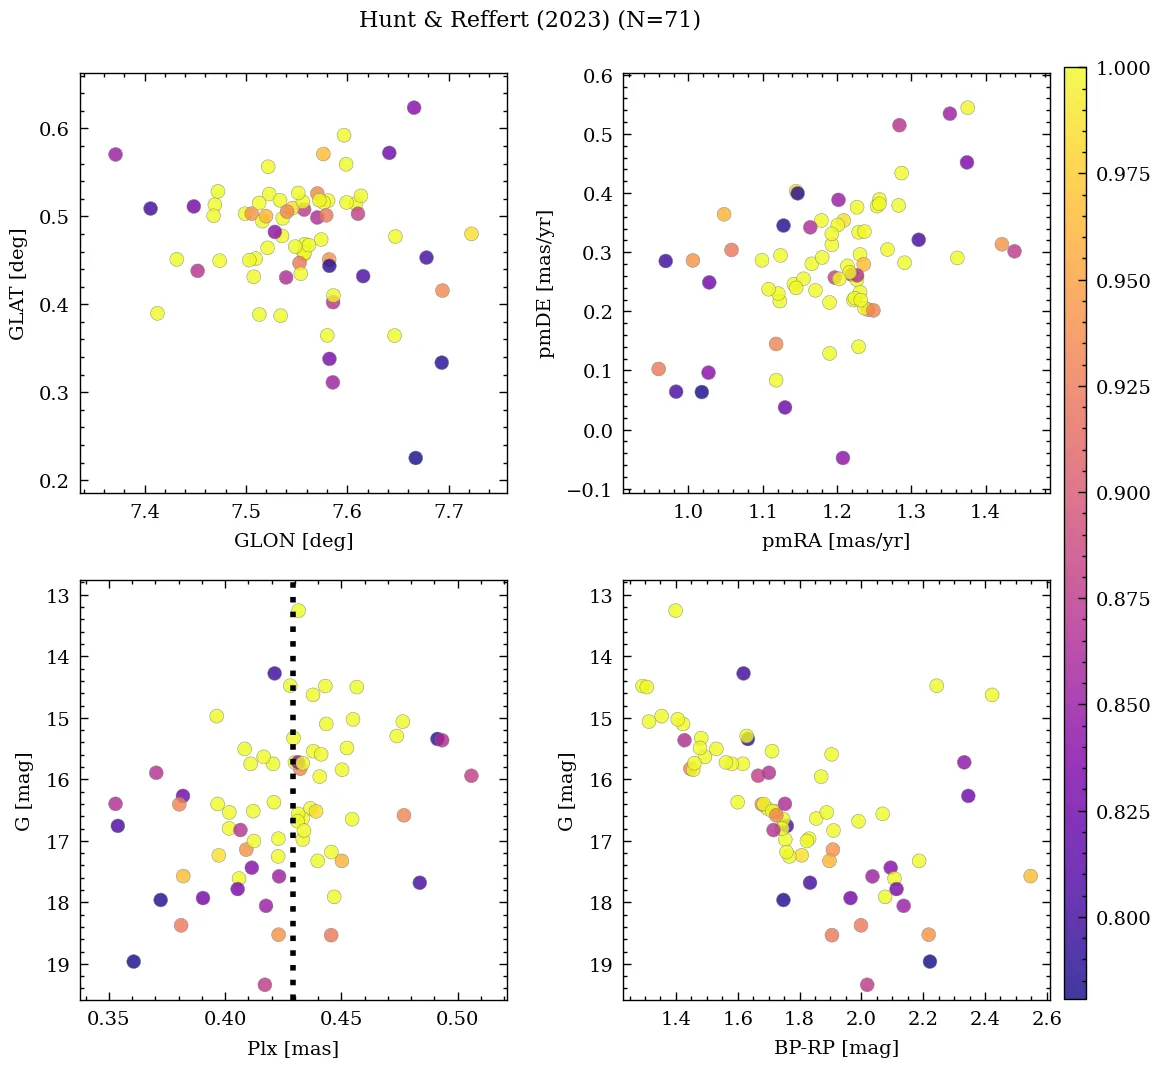 Hunt & Reffert (2023) (N=71)
0.6
0.5
0.4
0.3
0.2
GLAT [deg]
7.4 7.5 7.6 7.7
GLON [deg]
0.6
0.5
0.4
0.3
0.2
0.1
0.0
−0.1
pmDE [mas/yr]
1.0 1.1 1.2 1.3 1.4
pmRA [mas/yr]
13
14
15
16
17
18
19
G [mag]
0.35 0.40 0.45 0.50
Plx [mas]
13
14
15
16
17
18
19
G [mag]
1.4 1.6 1.8 2.0 2.2 2.4 2.6
BP-RP [mag]
1.000
0.975
0.950
0.925
0.900
0.875
0.850
0.825
0.800